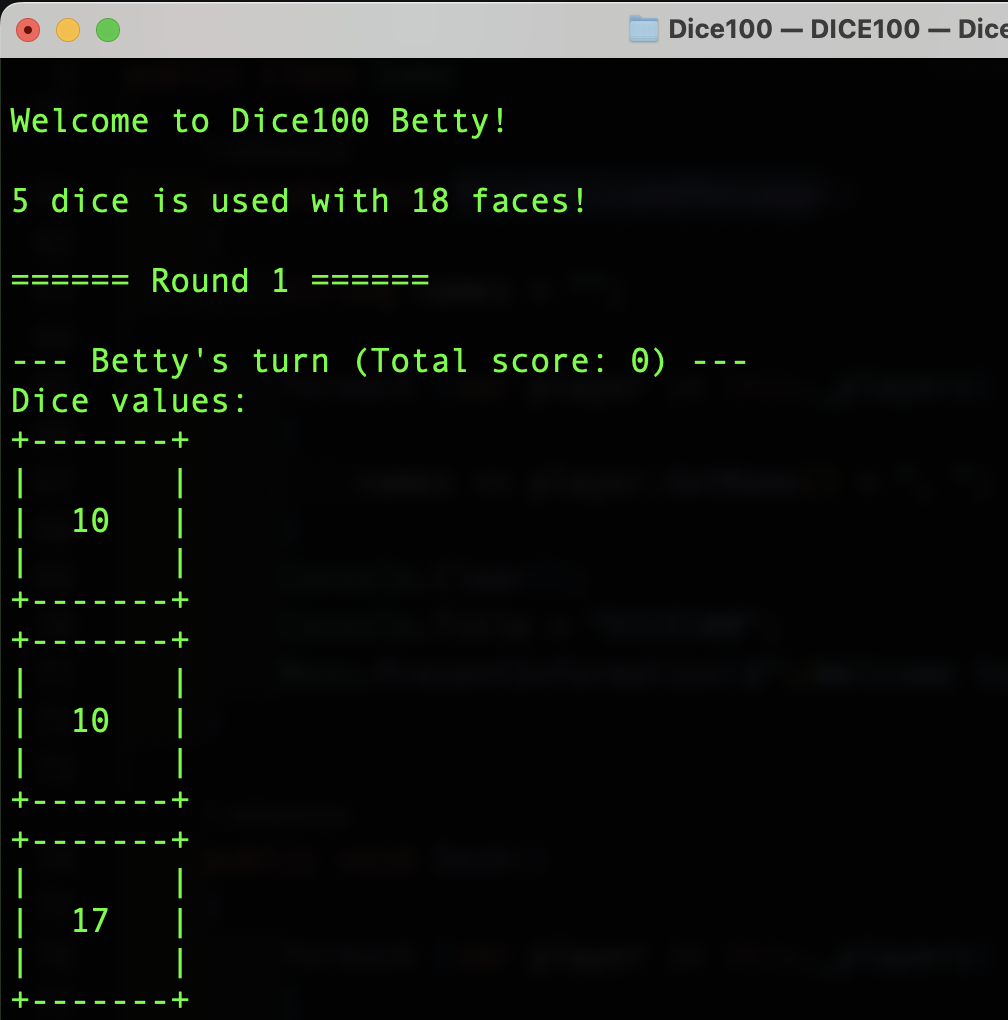 Dice100 — DICE100 — Dice
Welcome to Dice100 Betty!
5 dice is used with 18 faces!
====== Round 1 ======
--- Betty's turn (Total score: 0) ---
Dice values:
+-------+
|       |
|  10   |
|       |
+-------+
+-------+
|       |
|  10   |
|       |
+-------+
+-------+
|       |
|  17   |
|       |
+-------+